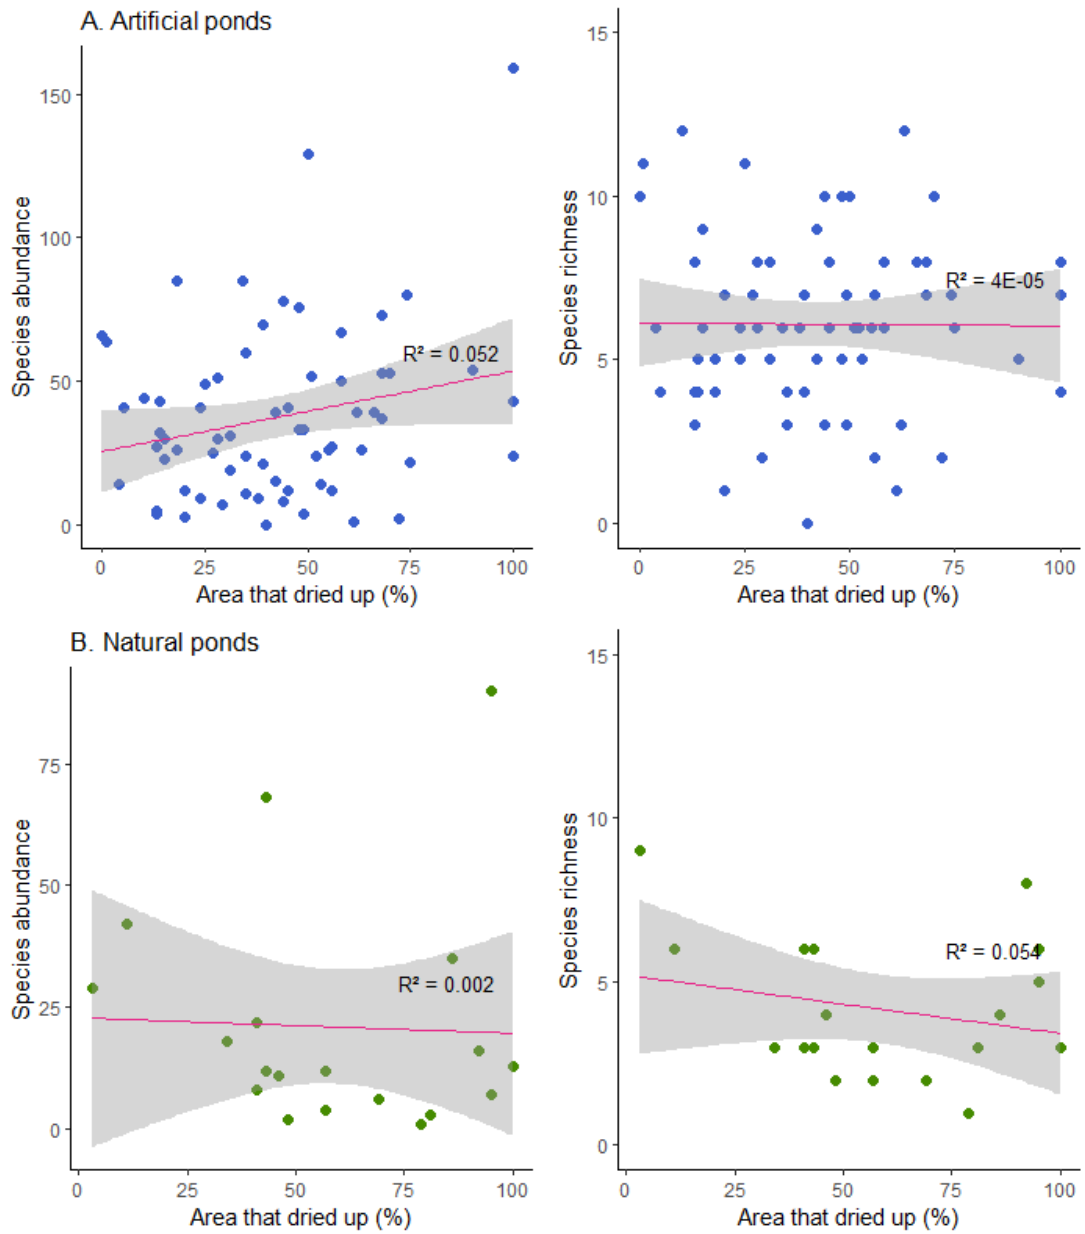 A. Artificial ponds
Species abundance
150
100
50
0
R² = 0.052
0 25 50 75 100
Area that dried up (%)
Species richness
15
10
5
0
R² = 4E-05
0 25 50 75 100
Area that dried up (%)
B. Natural ponds
Species abundance
75
50
25
0
R² = 0.002
0 25 50 75 100
Area that dried up (%)
Species richness
15
10
5
0
R² = 0.054
0 25 50 75 100
Area that dried up (%)